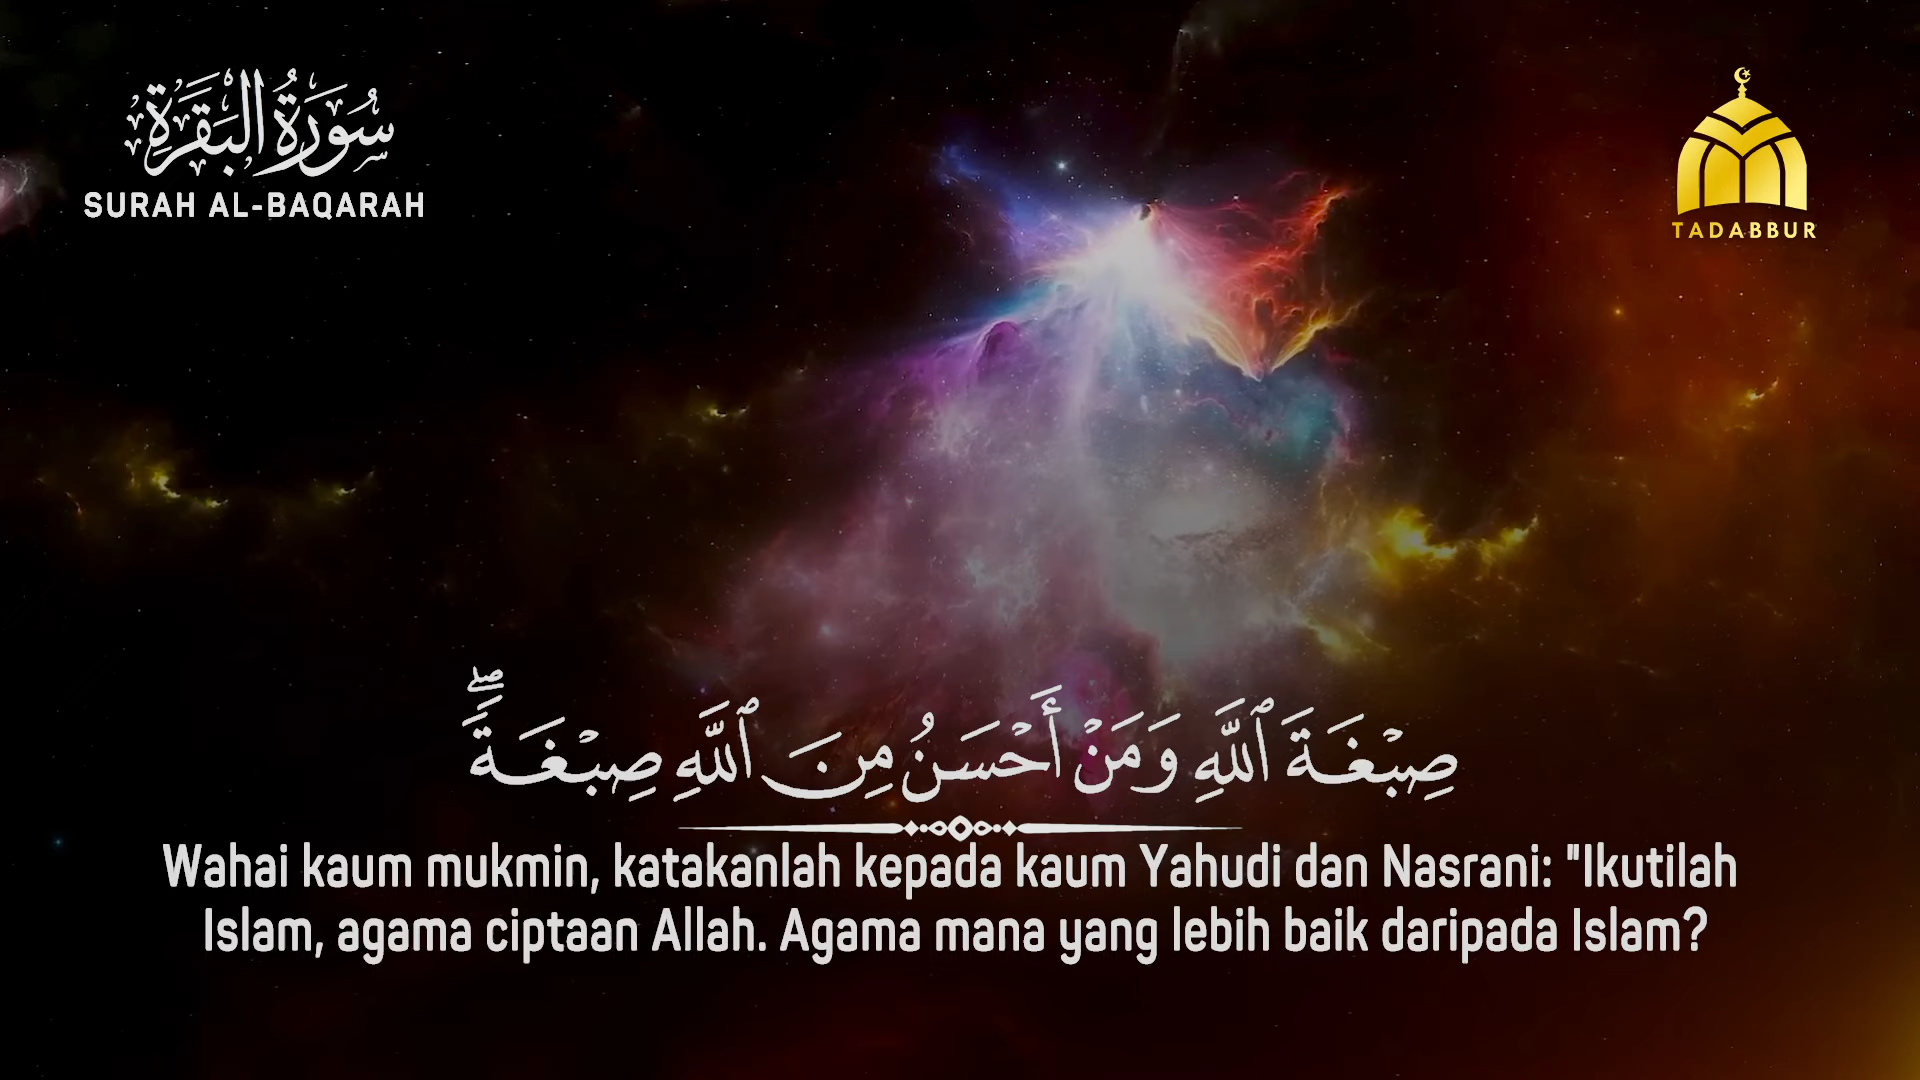 سُورَةُ الْبَقَرَةِ
SURAH AL-BAQARAH
TADABBUR
صِبْغَةَ ٱللَّهِ وَمَنْ أَحْسَنُ مِنَ ٱللَّهِ صِبْغَةً ۖ
Wahai kaum mukmin, katakanlah kepada kaum Yahudi dan Nasrani: "Ikutilah
Islam, agama ciptaan Allah. Agama mana yang lebih baik daripada Islam?